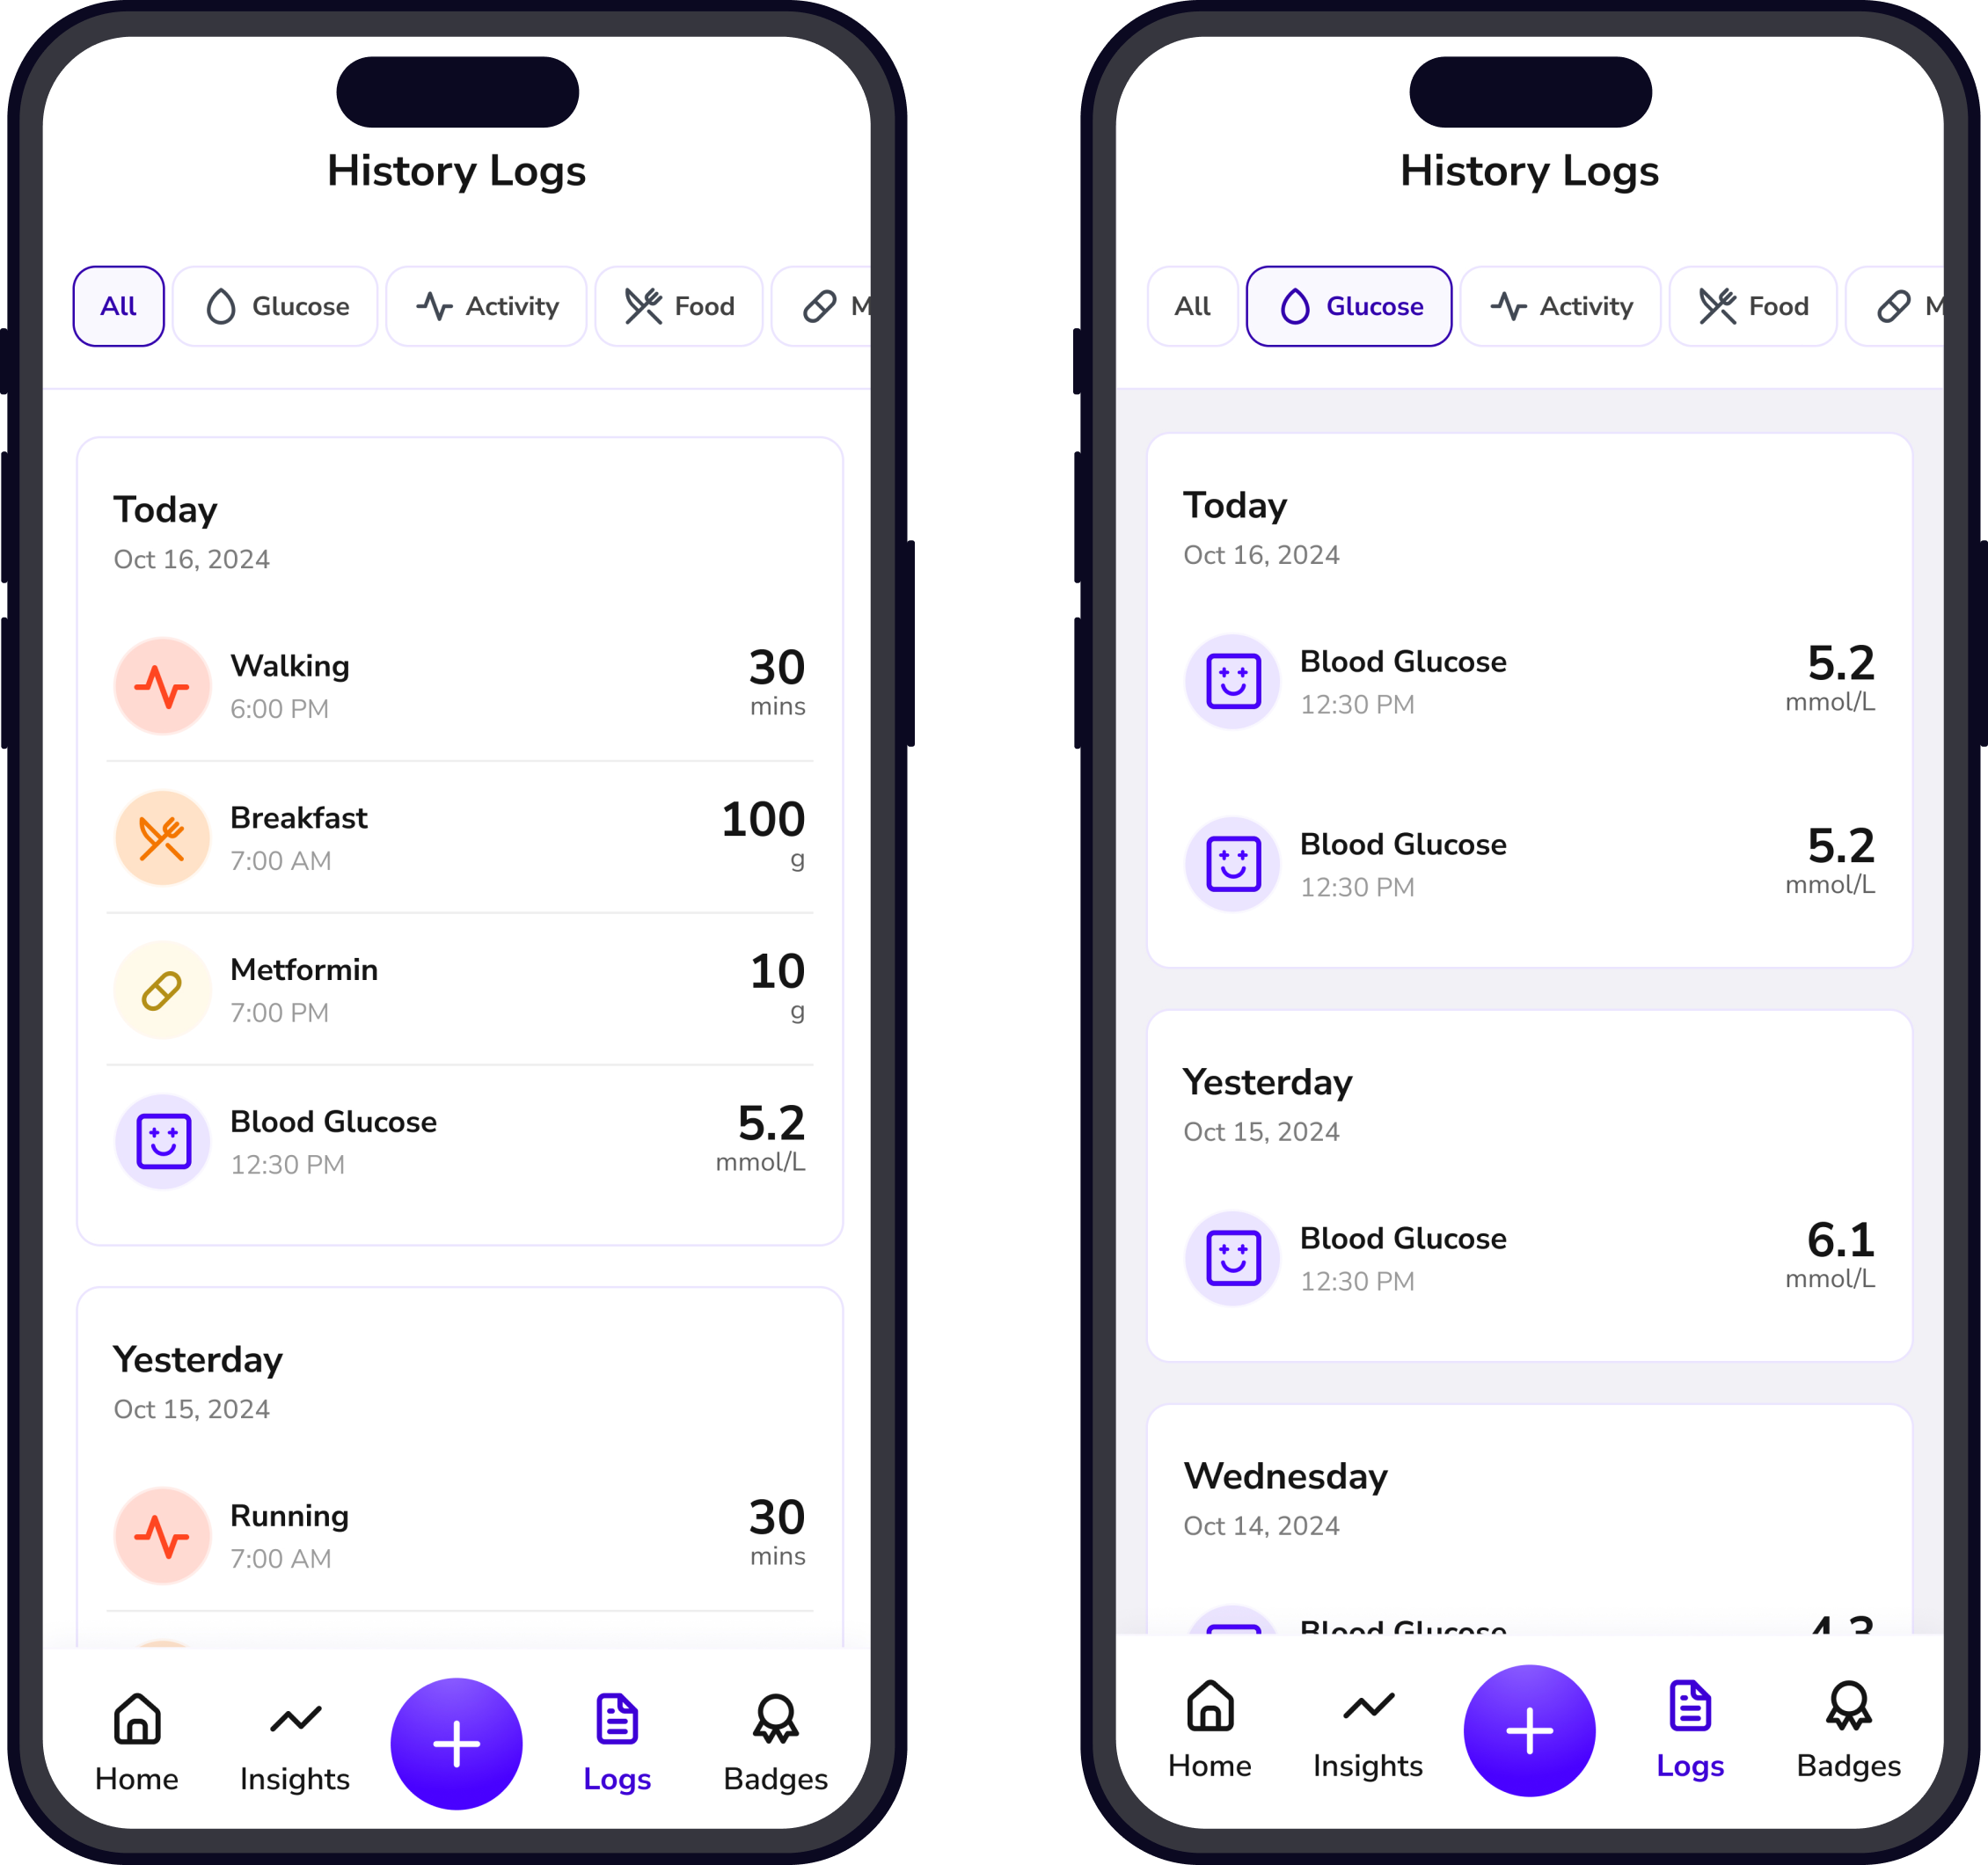 History Logs
All
Glucose
Activity
Food
M
Today
Oct 16, 2024
Walking
30
6:00 PM
mins
Breakfast
100
7:00 AM
g
Metformin
10
7:00 PM
g
Blood Glucose
5.2
12:30 PM
mmol/L
Yesterday
Oct 15, 2024
Running
30
7:00 AM
mins
Home
Insights
Logs
Badges
History Logs
All
Glucose
Activity
Food
M
Today
Oct 16, 2024
Blood Glucose
5.2
12:30 PM
mmol/L
Blood Glucose
5.2
12:30 PM
mmol/L
Yesterday
Oct 15, 2024
Blood Glucose
6.1
12:30 PM
mmol/L
Wednesday
Oct 14, 2024
Blood Glucose
4.3
Home
Insights
Logs
Badges